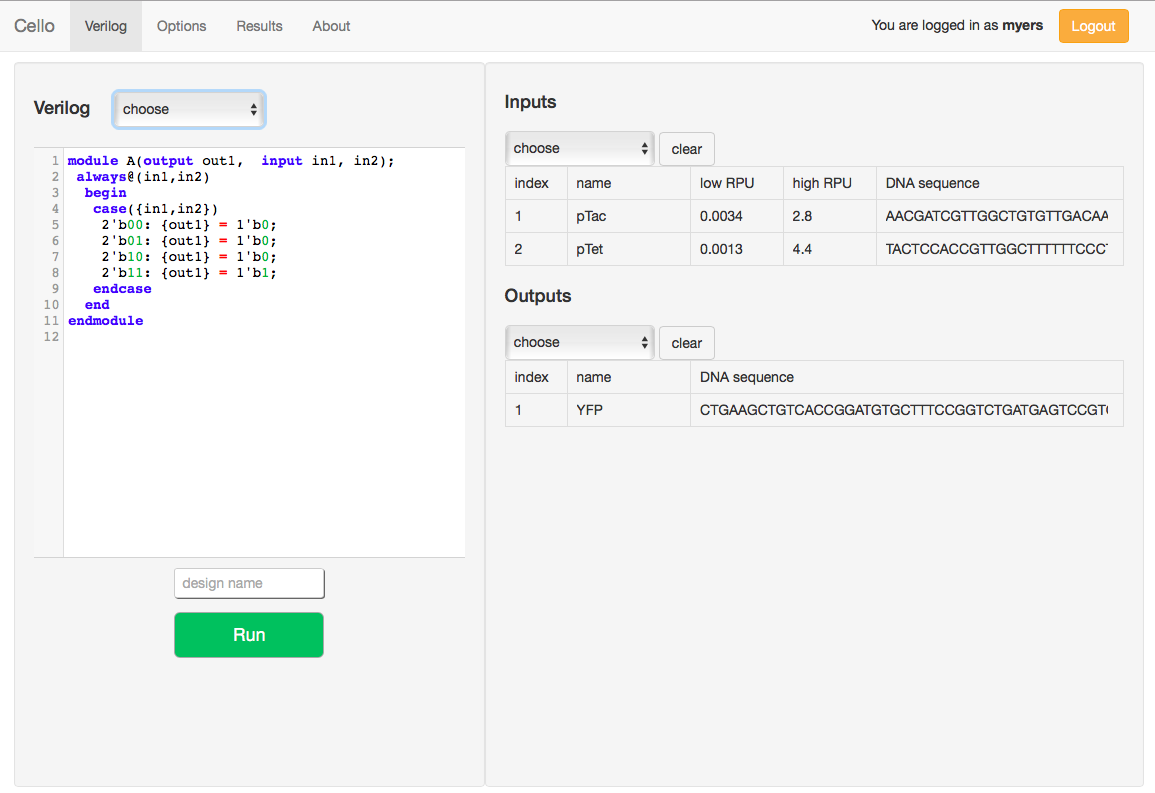 Cello Verilog Options Results About You are logged in as myers Logout
Verilog choose
1 module A(output out1,  input in1, in2);
2  always@(in1,in2)
3   begin
4    case({in1,in2})
5     2'b00: {out1} = 1'b0;
6     2'b01: {out1} = 1'b0;
7     2'b10: {out1} = 1'b0;
8     2'b11: {out1} = 1'b1;
9    endcase
10   end
11 endmodule
12
design name
Run
Inputs
choose clear
index name low RPU high RPU DNA sequence
1 pTac 0.0034 2.8 AACGATCGTTGGCTGTGTTGACAA
2 pTet 0.0013 4.4 TACTCCACCGTTGGCTTTTTTCCCT
Outputs
choose clear
index name DNA sequence
1 YFP CTGAAGCTGTCACCGGATGTGCTTTCCGGTCTGATGAGTCCGTG